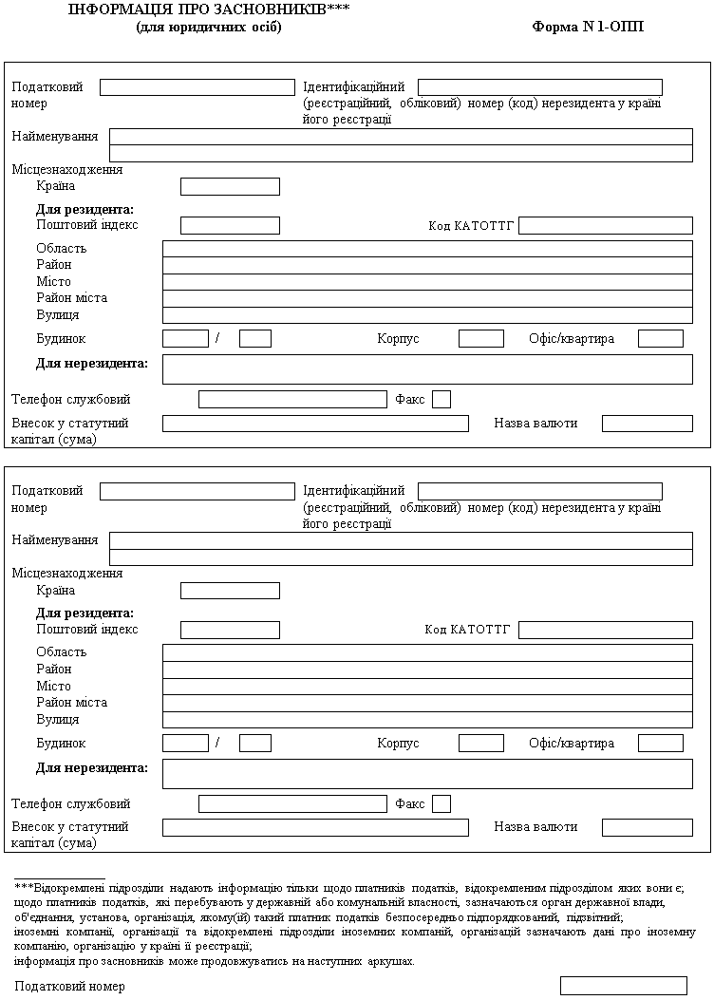 ІНФОРМАЦІЯ ПРО ЗАСНОВНИКІВ***
(для юридичних осіб) Форма N 1-ОПП
Податковий Ідентифікаційний
номер (реєстраційний, обліковий) номер (код) нерезидента у країні
його реєстрації
Найменування
Місцезнаходження
Країна
Для резидента:
Поштовий індекс Код КАТОТТГ
Область
Район
Місто
Район міста
Вулиця
Будинок / Корпус Офіс/квартира
Для нерезидента:
Телефон службовий Факс
Внесок у статутний Назва валюти
капітал (сума)
Податковий Ідентифікаційний
номер (реєстраційний, обліковий) номер (код) нерезидента у країні
його реєстрації
Найменування
Місцезнаходження
Країна
Для резидента:
Поштовий індекс Код КАТОТТГ
Область
Район
Місто
Район міста
Вулиця
Будинок / Корпус Офіс/квартира
Для нерезидента:
Телефон службовий Факс
Внесок у статутний Назва валюти
капітал (сума)
***Відокремлені підрозділи надають інформацію тільки щодо платників податків, відокремленим підрозділом яких вони є;
щодо платників податків, які перебувають у державній або комунальній власності, зазначаються орган державної влади,
об'єднання, установа, організація, якому(ій) такий платник податків безпосередньо підпорядкований, підзвітний;
іноземні компанії, організації та відокремлені підрозділи іноземних компаній, організацій зазначають дані про іноземну
компанію, організацію у країні її реєстрації;
інформація про засновників може продовжуватись на наступних аркушах.
Податковий номер